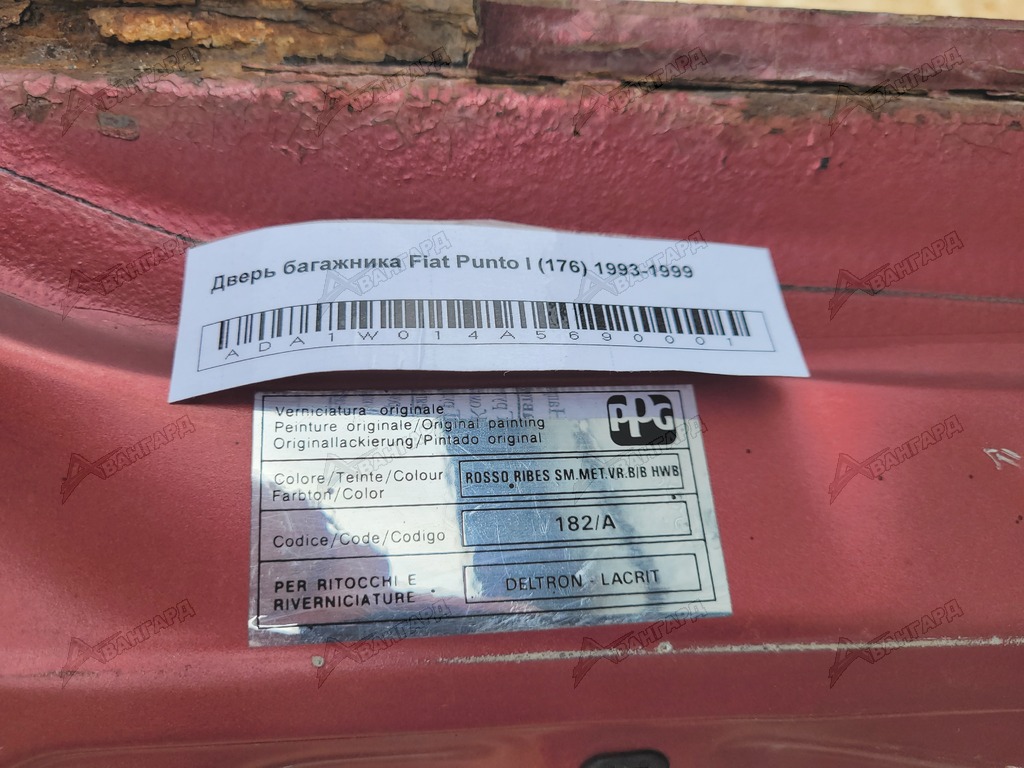 Дверь багажника Fiat Punto I (176) 1993-1999
ADA1W014A5690001
Verniciatura originale
Peinture originale/Original painting
Originallackierung/Pintado original
PPG
Colore/Teinte/Colour
Farbton/Color
ROSSO RIBES SM.MET.VR.B/B HWB
Codice/Code/Codigo
182/A
PER RITOCCHI E
RIVERNICIATURE
DELTRON - LACRIT
АВАНГАРД